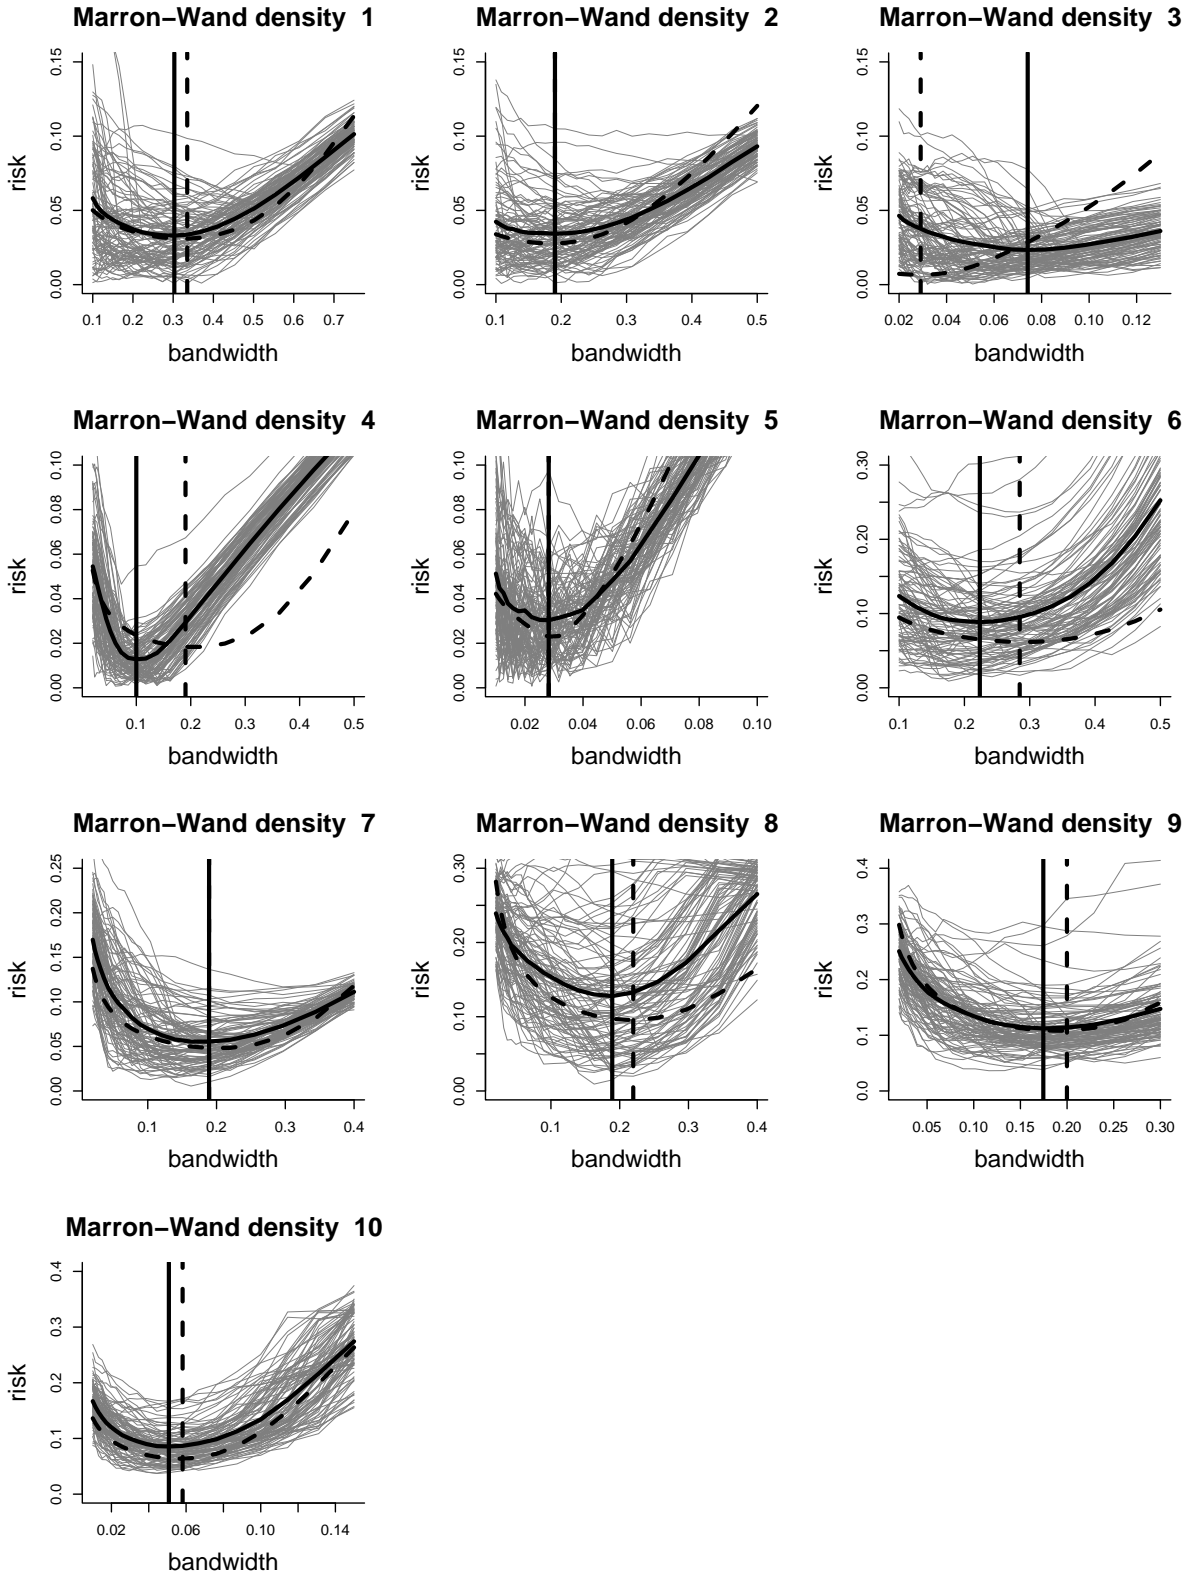 Marron−Wand density 1
0.00 0.05 0.10 0.15
risk
0.1 0.2 0.3 0.4 0.5 0.6 0.7
bandwidth
Marron−Wand density 2
0.00 0.05 0.10 0.15
risk
0.1 0.2 0.3 0.4 0.5
bandwidth
Marron−Wand density 3
0.00 0.05 0.10 0.15
risk
0.02 0.04 0.06 0.08 0.10 0.12
bandwidth
Marron−Wand density 4
0.00 0.02 0.04 0.06 0.08 0.10
risk
0.1 0.2 0.3 0.4 0.5
bandwidth
Marron−Wand density 5
0.00 0.02 0.04 0.06 0.08 0.10
risk
0.02 0.04 0.06 0.08 0.10
bandwidth
Marron−Wand density 6
0.00 0.10 0.20 0.30
risk
0.1 0.2 0.3 0.4 0.5
bandwidth
Marron−Wand density 7
0.00 0.05 0.10 0.15 0.20 0.25
risk
0.1 0.2 0.3 0.4
bandwidth
Marron−Wand density 8
0.00 0.10 0.20 0.30
risk
0.1 0.2 0.3 0.4
bandwidth
Marron−Wand density 9
0.0 0.1 0.2 0.3 0.4
risk
0.05 0.10 0.15 0.20 0.25 0.30
bandwidth
Marron−Wand density 10
0.0 0.1 0.2 0.3 0.4
risk
0.02 0.06 0.10 0.14
bandwidth